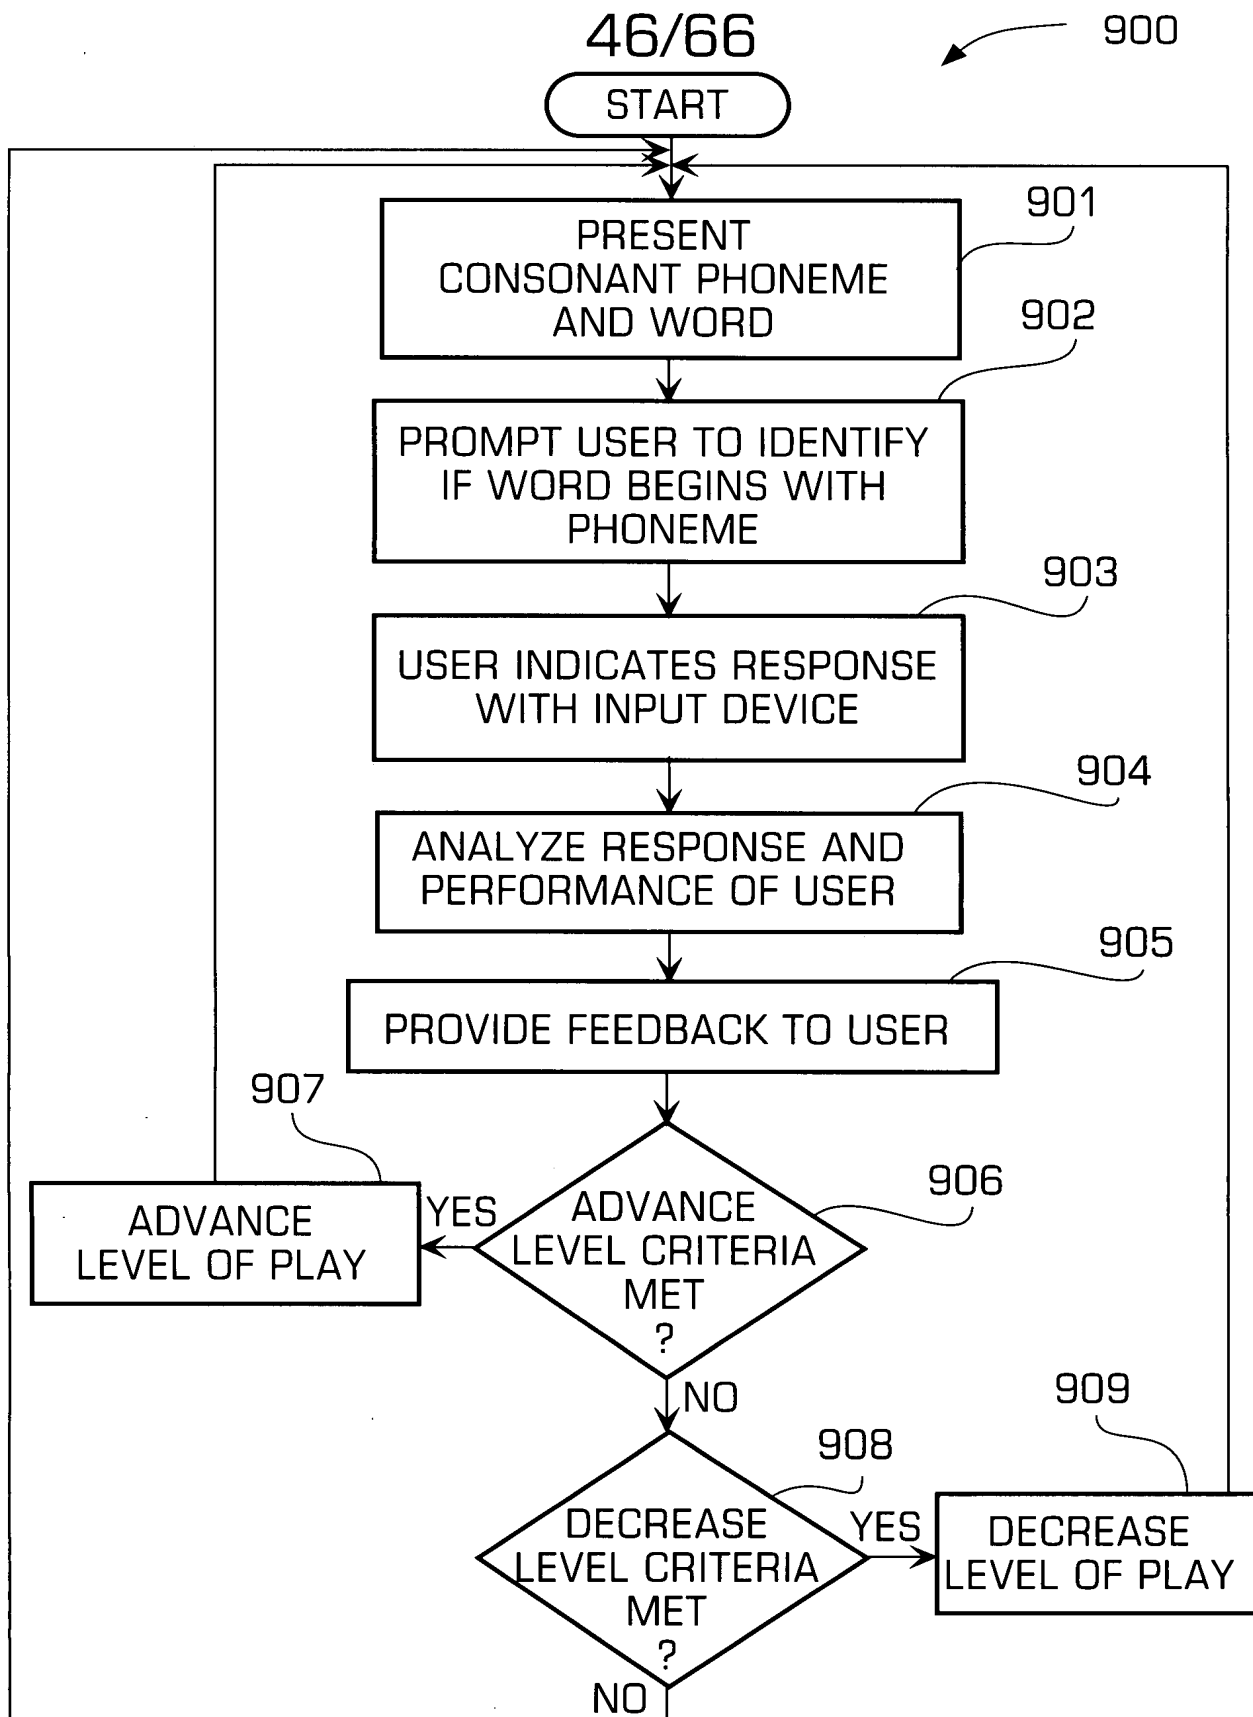 46/66
900
START
901
PRESENT
CONSONANT PHONEME
AND WORD
902
PROMPT USER TO IDENTIFY
IF WORD BEGINS WITH
PHONEME
903
USER INDICATES RESPONSE
WITH INPUT DEVICE
904
ANALYZE RESPONSE AND
PERFORMANCE OF USER
905
PROVIDE FEEDBACK TO USER
907
ADVANCE
LEVEL OF PLAY
YES
906
ADVANCE
LEVEL CRITERIA
MET
?
NO
908
DECREASE
LEVEL CRITERIA
MET
?
YES
909
DECREASE
LEVEL OF PLAY
NO